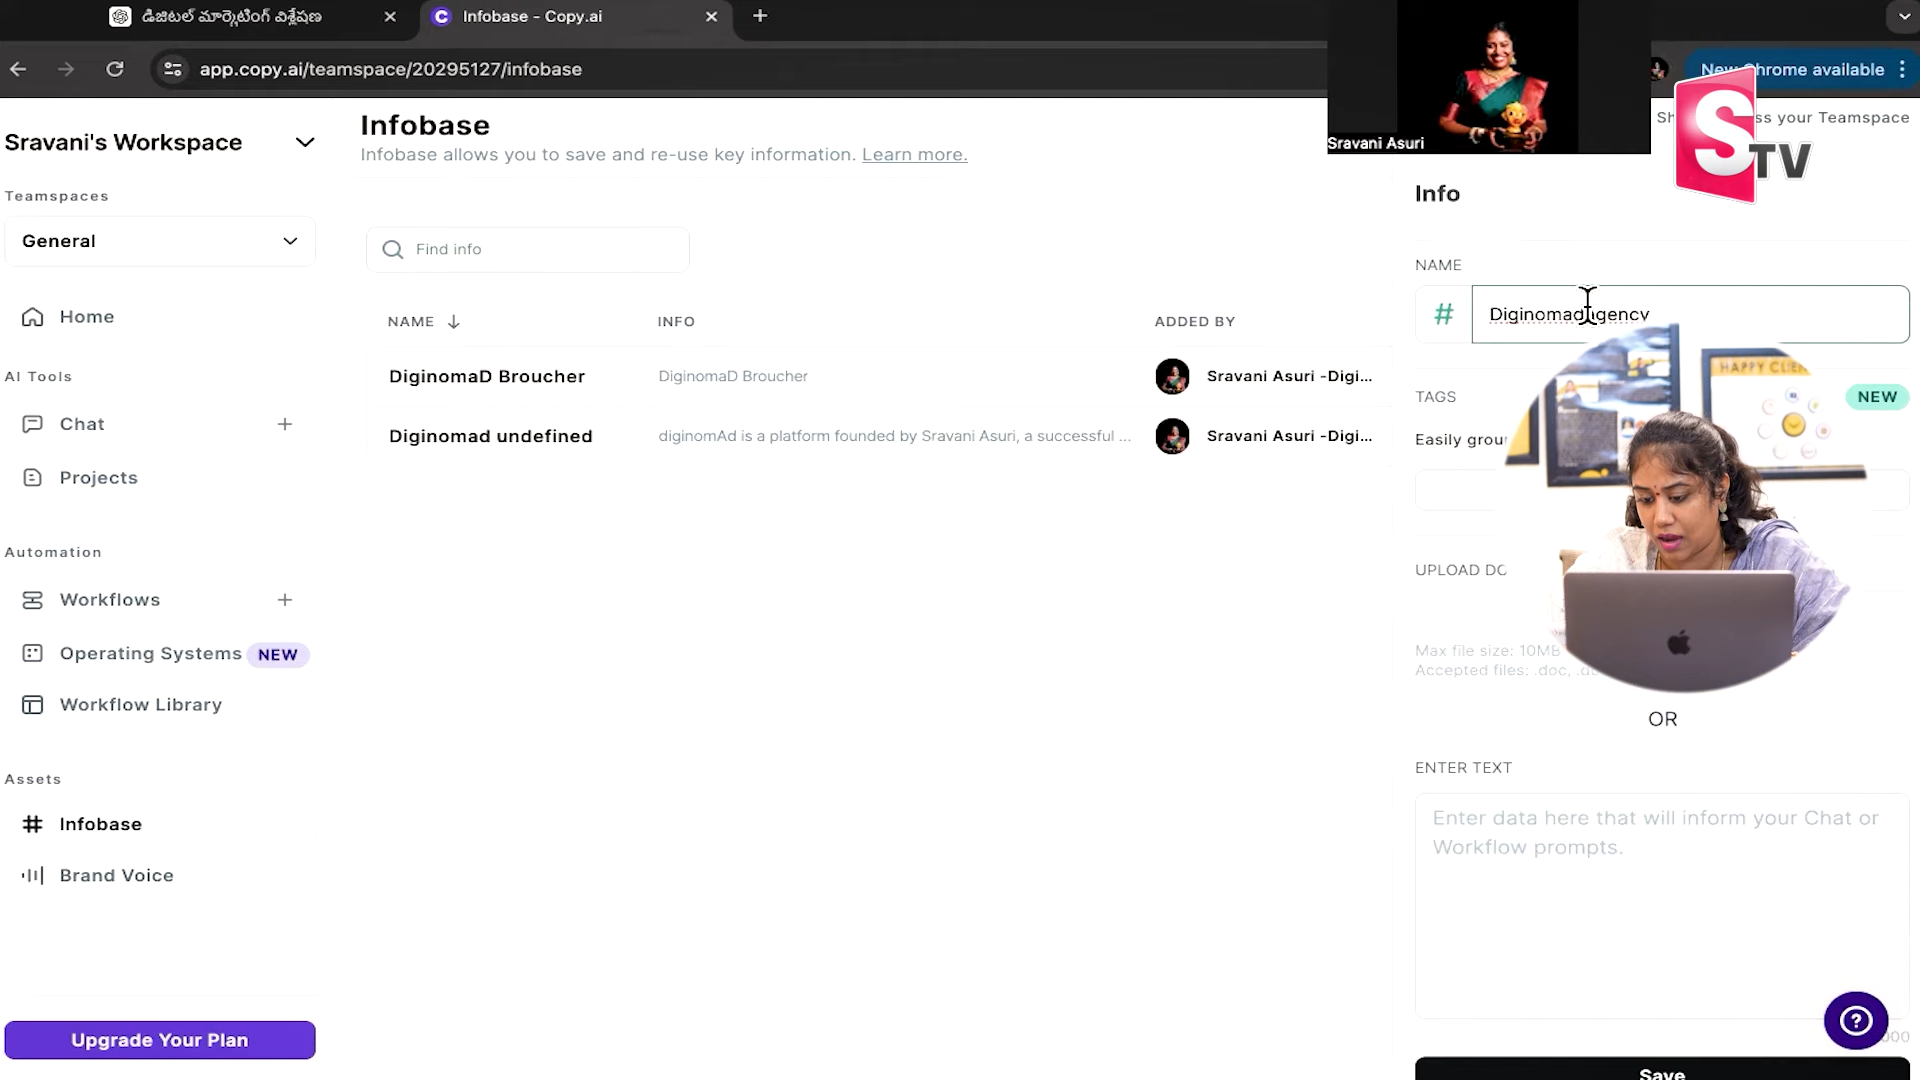 డిజిటల్ మార్కెటింగ్ విశ్లేషణ
Infobase - Copy.ai
app.copy.ai/teamspace/20295127/infobase
New Chrome available
Sravani Asuri
STV
Sravani's Workspace
Teamspaces
General
Home
AI Tools
Chat
Projects
Automation
Workflows
Operating Systems NEW
Workflow Library
Assets
Infobase
Brand Voice
Upgrade Your Plan
Infobase
Infobase allows you to save and re-use key information. Learn more.
Find info
NAME INFO ADDED BY
DiginomaD Broucher DiginomaD Broucher Sravani Asuri -Digi...
Diginomad undefined diginomAd is a platform founded by Sravani Asuri, a successful ... Sravani Asuri -Digi...
your Teamspace
Info
NAME
# Diginomad agency
TAGS NEW
Easily
HAPPY
UPLOAD
Max file size: 10MB
Accepted files: .doc,
OR
ENTER TEXT
Enter data here that will inform your Chat or
Workflow prompts.
Save